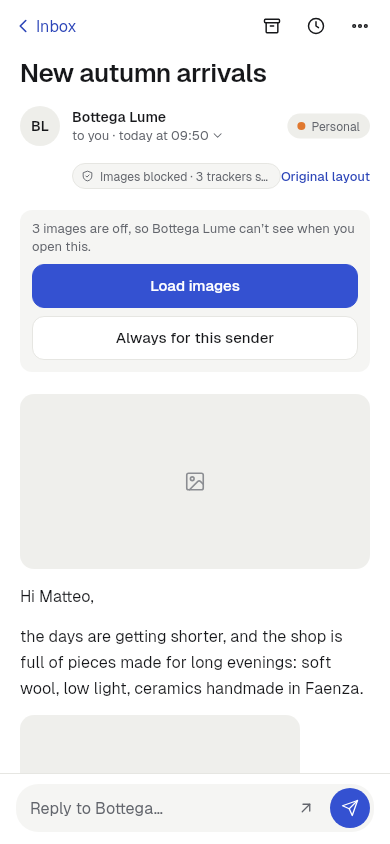 Inbox
New autumn arrivals
BL
Bottega Lume
to you · today at 09:50
Personal
Images blocked · 3 trackers s…
Original layout
3 images are off, so Bottega Lume can't see when you
open this.
Load images
Always for this sender
Hi Matteo,
the days are getting shorter, and the shop is
full of pieces made for long evenings: soft
wool, low light, ceramics handmade in Faenza.
Reply to Bottega…